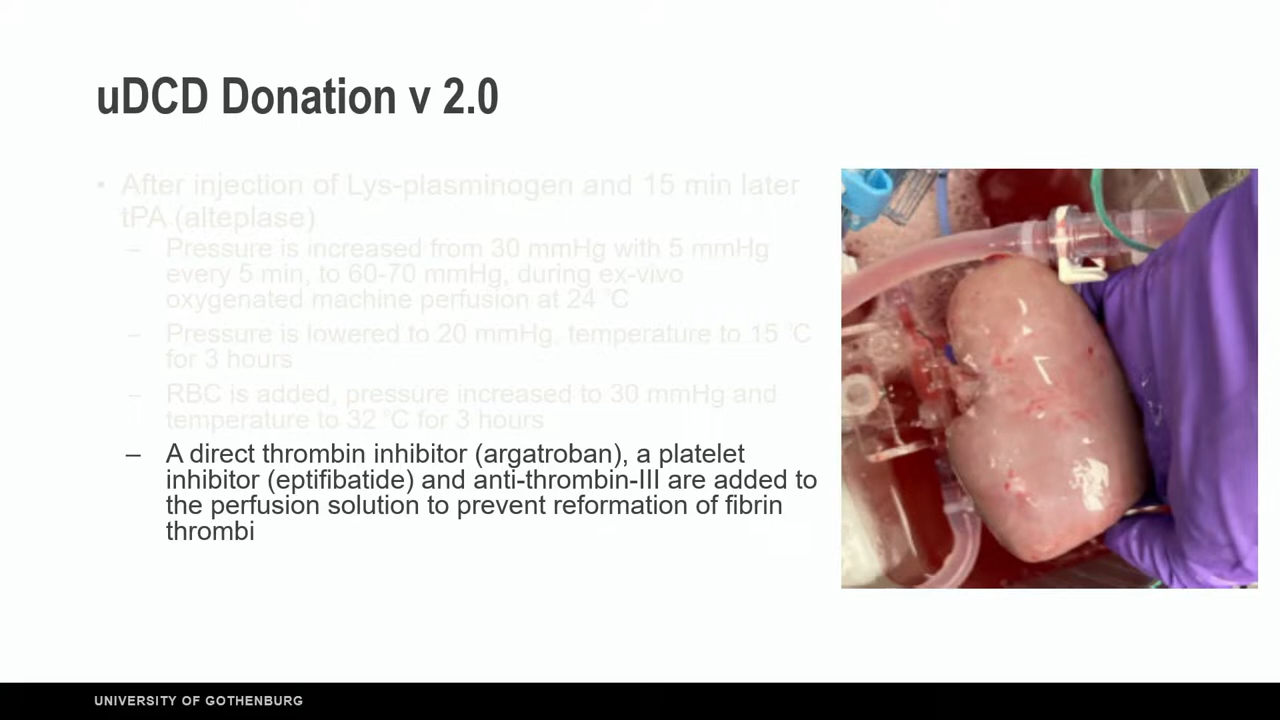 uDCD Donation v 2.0
• After injection of Lys-plasminogen and 15 min later
tPA (alteplase)
– Pressure is increased from 30 mmHg with 5 mmHg
every 5 min, to 60-70 mmHg, during ex-vivo
oxygenated machine perfusion at 24 °C
– Pressure is lowered to 20 mmHg, temperature to 15 °C
for 3 hours
– RBC is added, pressure increased to 30 mmHg and
temperature to 32 °C for 3 hours
– A direct thrombin inhibitor (argatroban), a platelet
inhibitor (eptifibatide) and anti-thrombin-III are added to
the perfusion solution to prevent reformation of fibrin
thrombi
UNIVERSITY OF GOTHENBURG